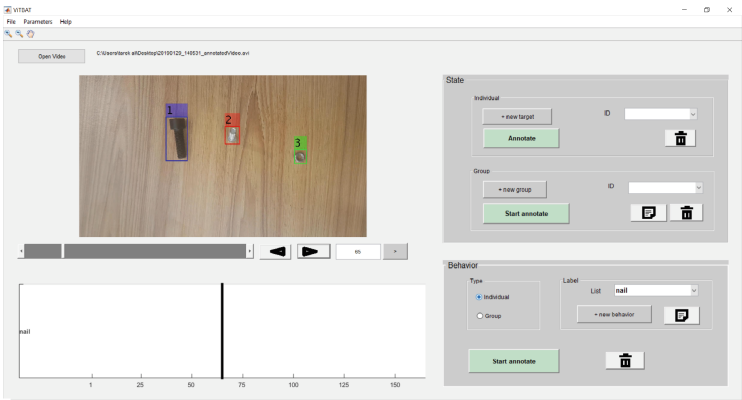 ViTBAT
File Parameters Help
Open Video
C:\Users\tarek ali\Desktop\20190129_140531_annotatedVideo.avi
1
2
3
65
>
nail
1 25 50 75 100 125 150
State
Individual
+ new target
ID
Annotate
Group
+ new group
ID
Start annotate
Behavior
Type
Individual
Group
Label
List nail
+ new behavior
Start annotate